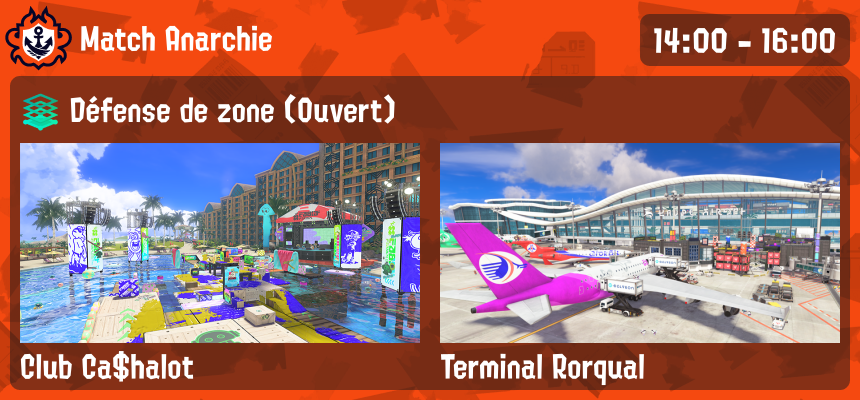 Match Anarchie
14:00 - 16:00
Défense de zone (Ouvert)
Club Ca$halot
Terminal Rorqual